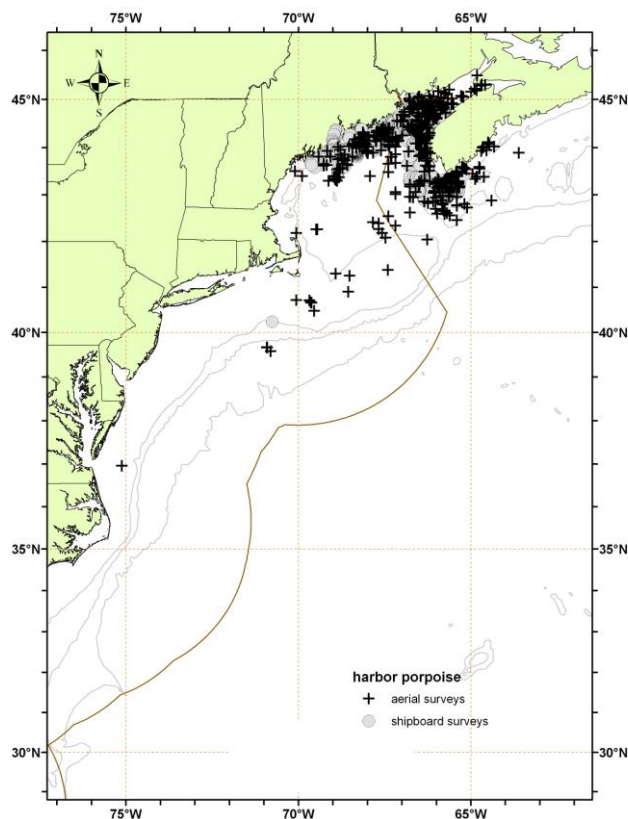 75°W 70°W 65°W
N
W E
S
45°N 45°N
40°N 40°N
35°N 35°N
harbor porpoise
aerial surveys
shipboard surveys
30°N 30°N
75°W 70°W 65°W